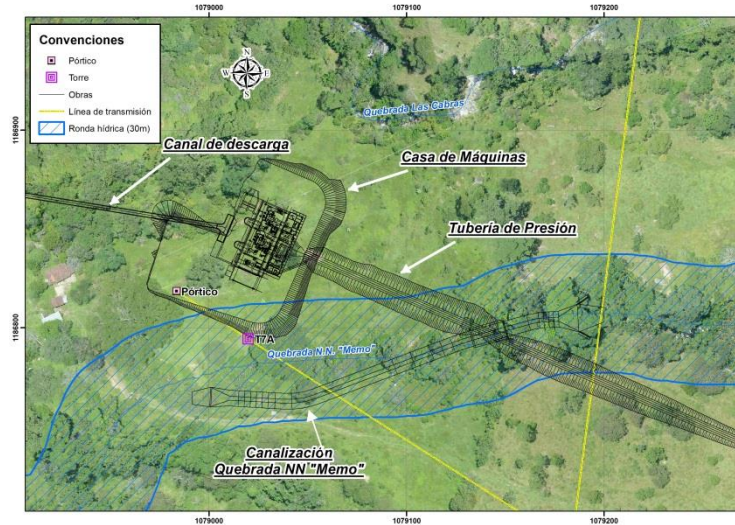 1079000
1079100
1079200
Convenciones
Pórtico
Torre
Obras
Línea de transmisión
Ronda hídrica (30m)
N
W
E
S
Quebrada Las Cabras
1186900
Canal de descarga
Casa de Máquinas
Tubería de Presión
Pórtico
1186800
T7A
Quebrada N.N. "Memo"
Canalización
Quebrada NN "Memo"
1079000
1079100
1079200